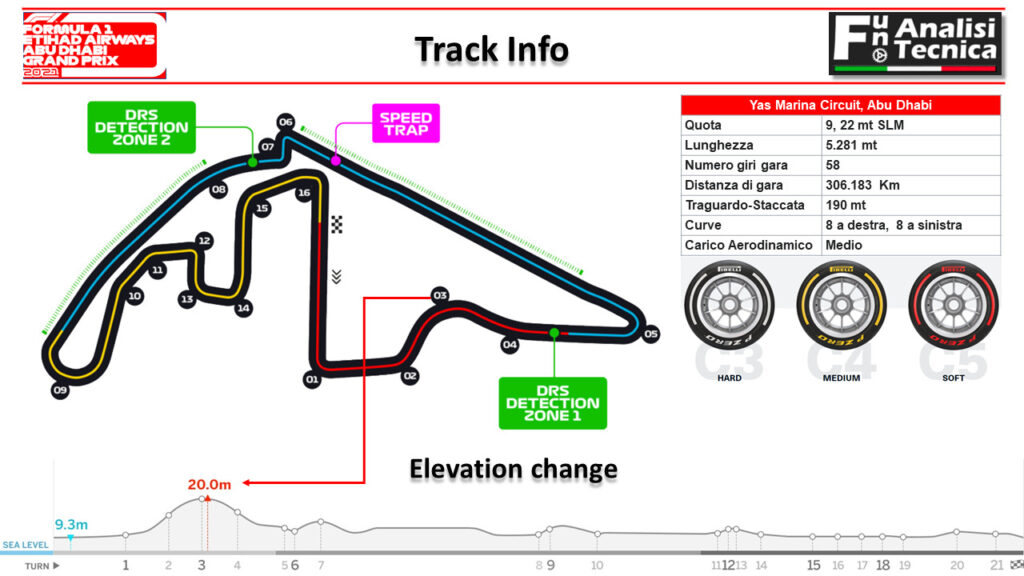 FORMULA 1
ETIHAD AIRWAYS
ABU DHABI
GRAND PRIX
2021
Track Info
Fun
Analisi
Tecnica
DRS
DETECTION
ZONE 2
SPEED
TRAP
06
07
08
16
15
12
11
10
13
14
03
04
05
09
01
02
DRS
DETECTION
ZONE 1
Yas Marina Circuit, Abu Dhabi
Quota 9, 22 mt SLM
Lunghezza 5.281 mt
Numero giri gara 58
Distanza di gara 306.183 Km
Traguardo-Staccata 190 mt
Curve 8 a destra, 8 a sinistra
Carico Aerodinamico Medio
PIRELLI PIRELLI PIRELLI
P ZERO P ZERO P ZERO
C3 C4 C5
HARD MEDIUM SOFT
Elevation change
20.0m
9.3m
SEA LEVEL
TURN 1 2 3 4 5 6 7 8 9 10 11 12 13 14 15 16 17 18 19 20 21